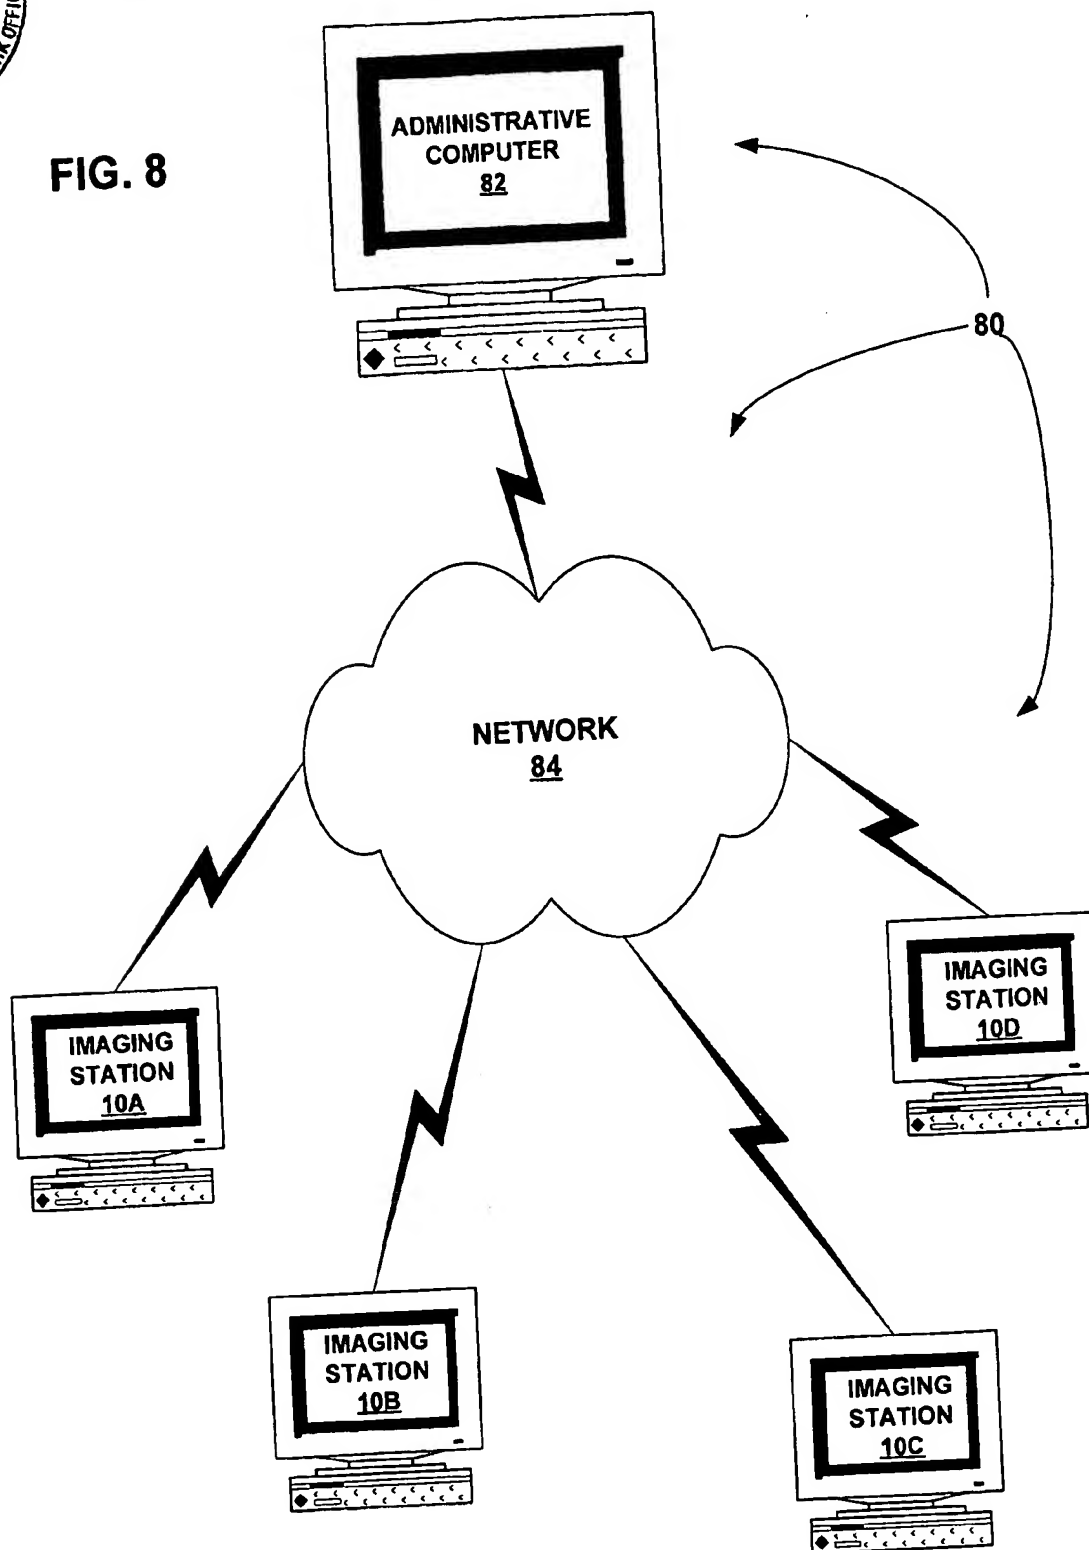 FIG. 8
ADMINISTRATIVE
COMPUTER
82
80
NETWORK
84
IMAGING
STATION
10D
IMAGING
STATION
10A
IMAGING
STATION
10B
IMAGING
STATION
10C